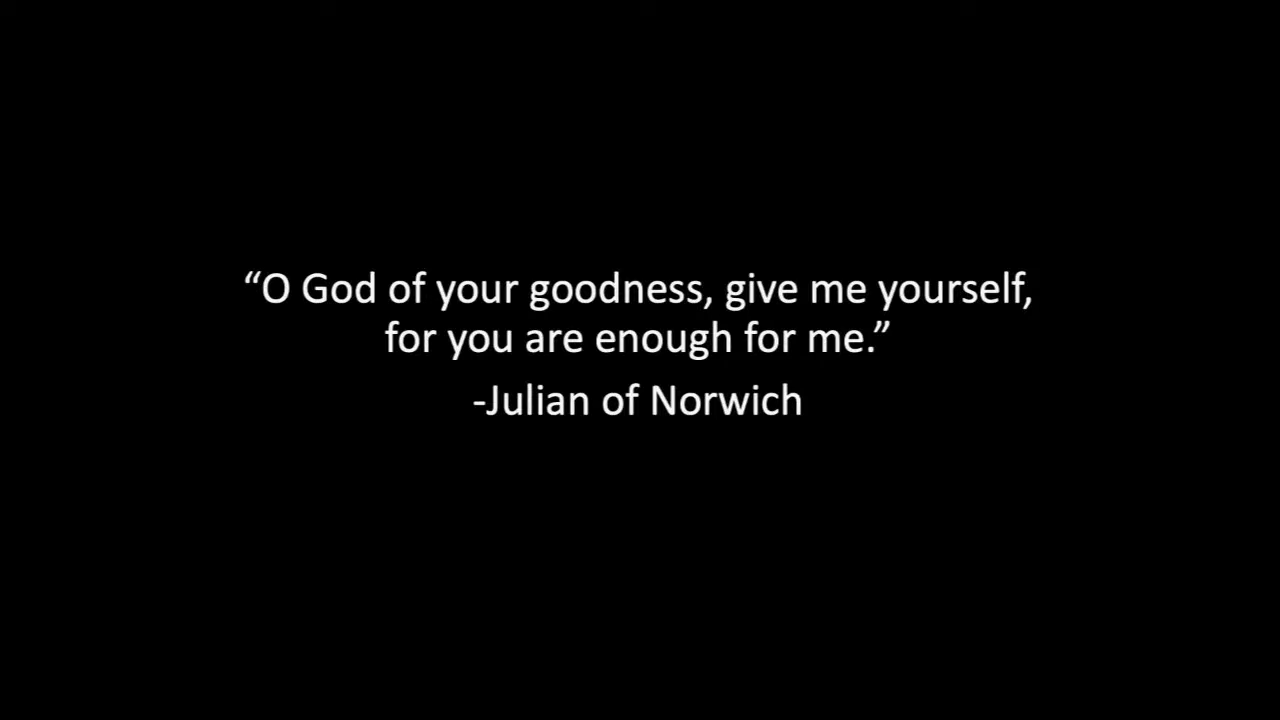 “O God of your goodness, give me yourself,
for you are enough for me.”
-Julian of Norwich